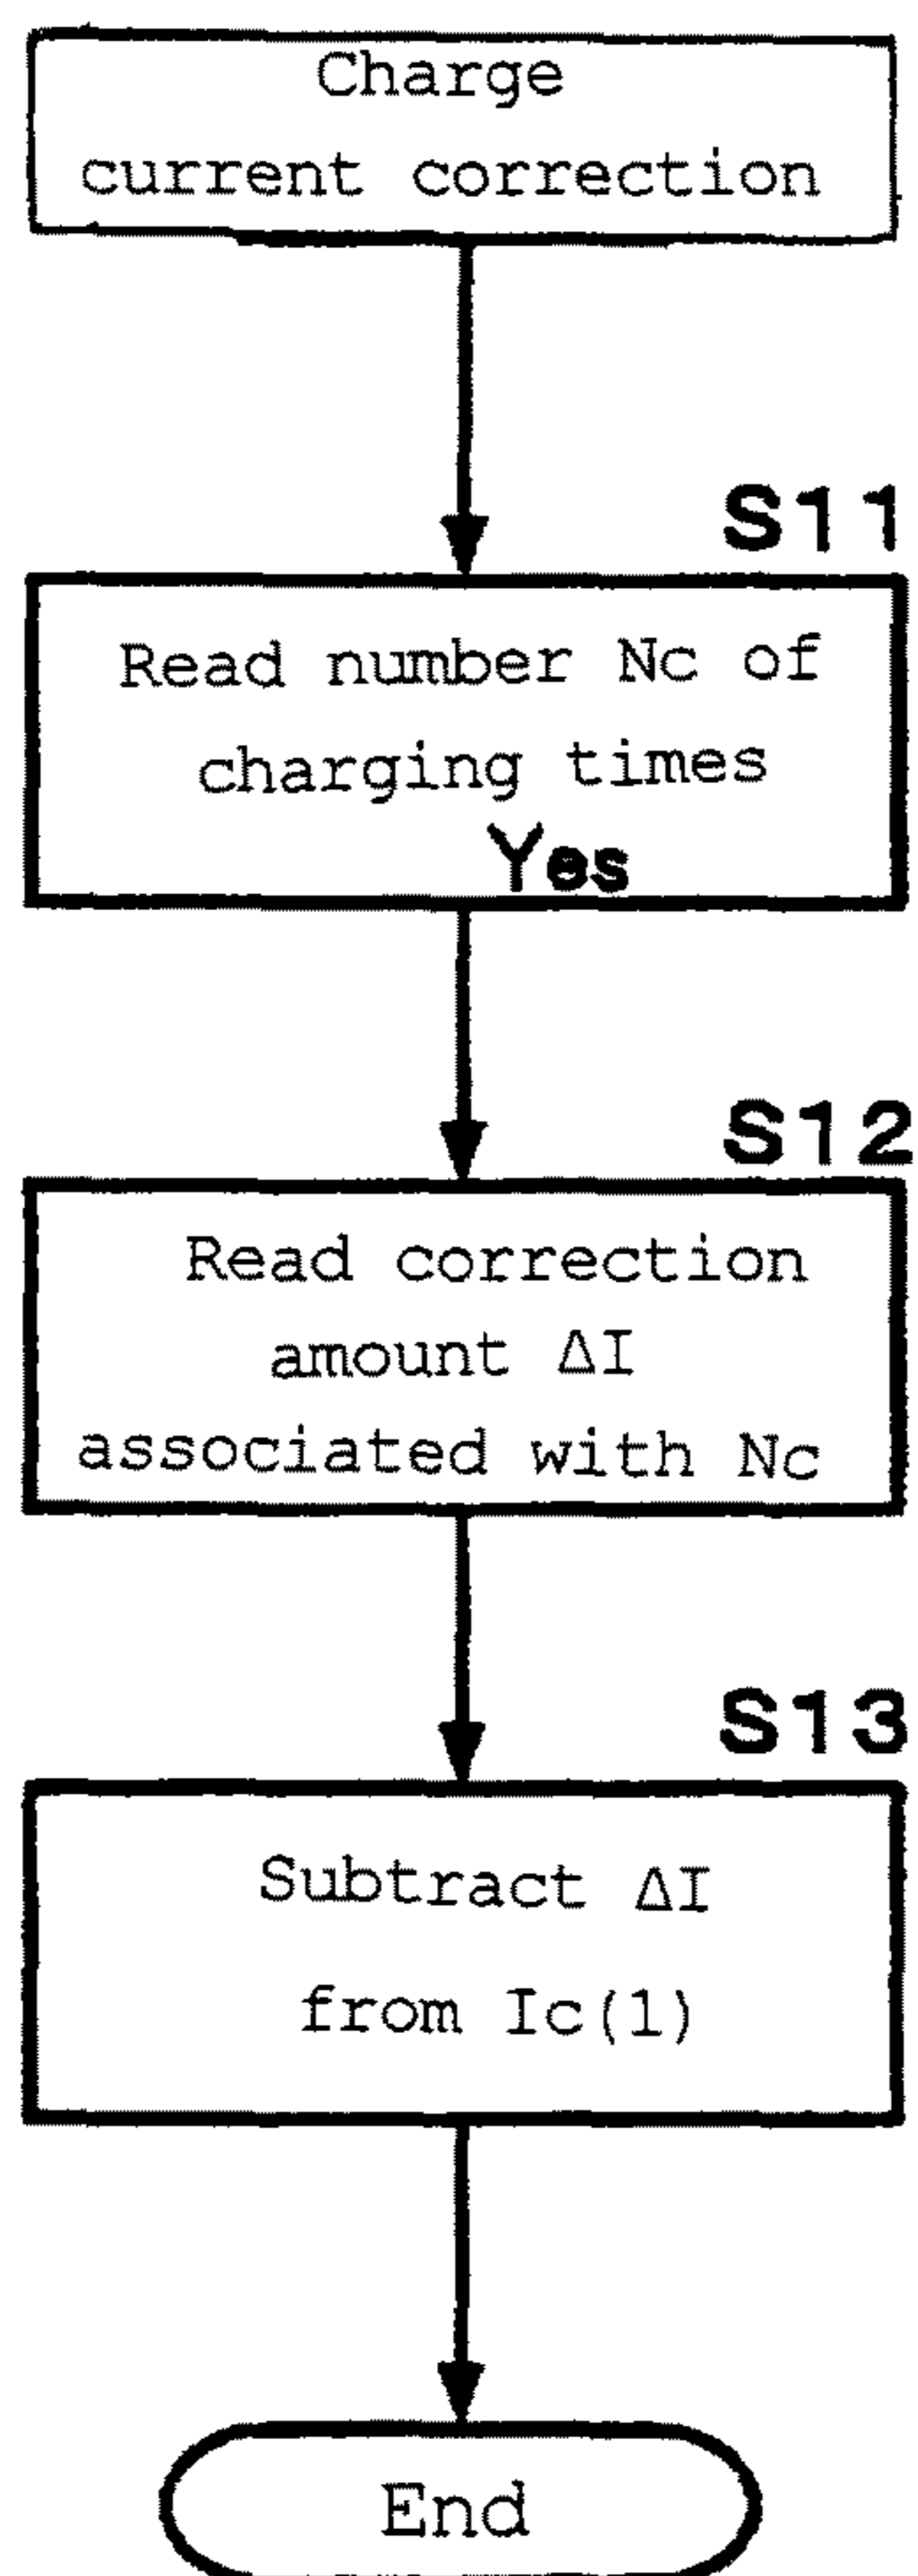 Charge
current correction
S11
Read number Nc of
charging times
Yes
S12
Read correction
amount ΔI
associated with Nc
S13
Subtract ΔI
from Ic(1)
End